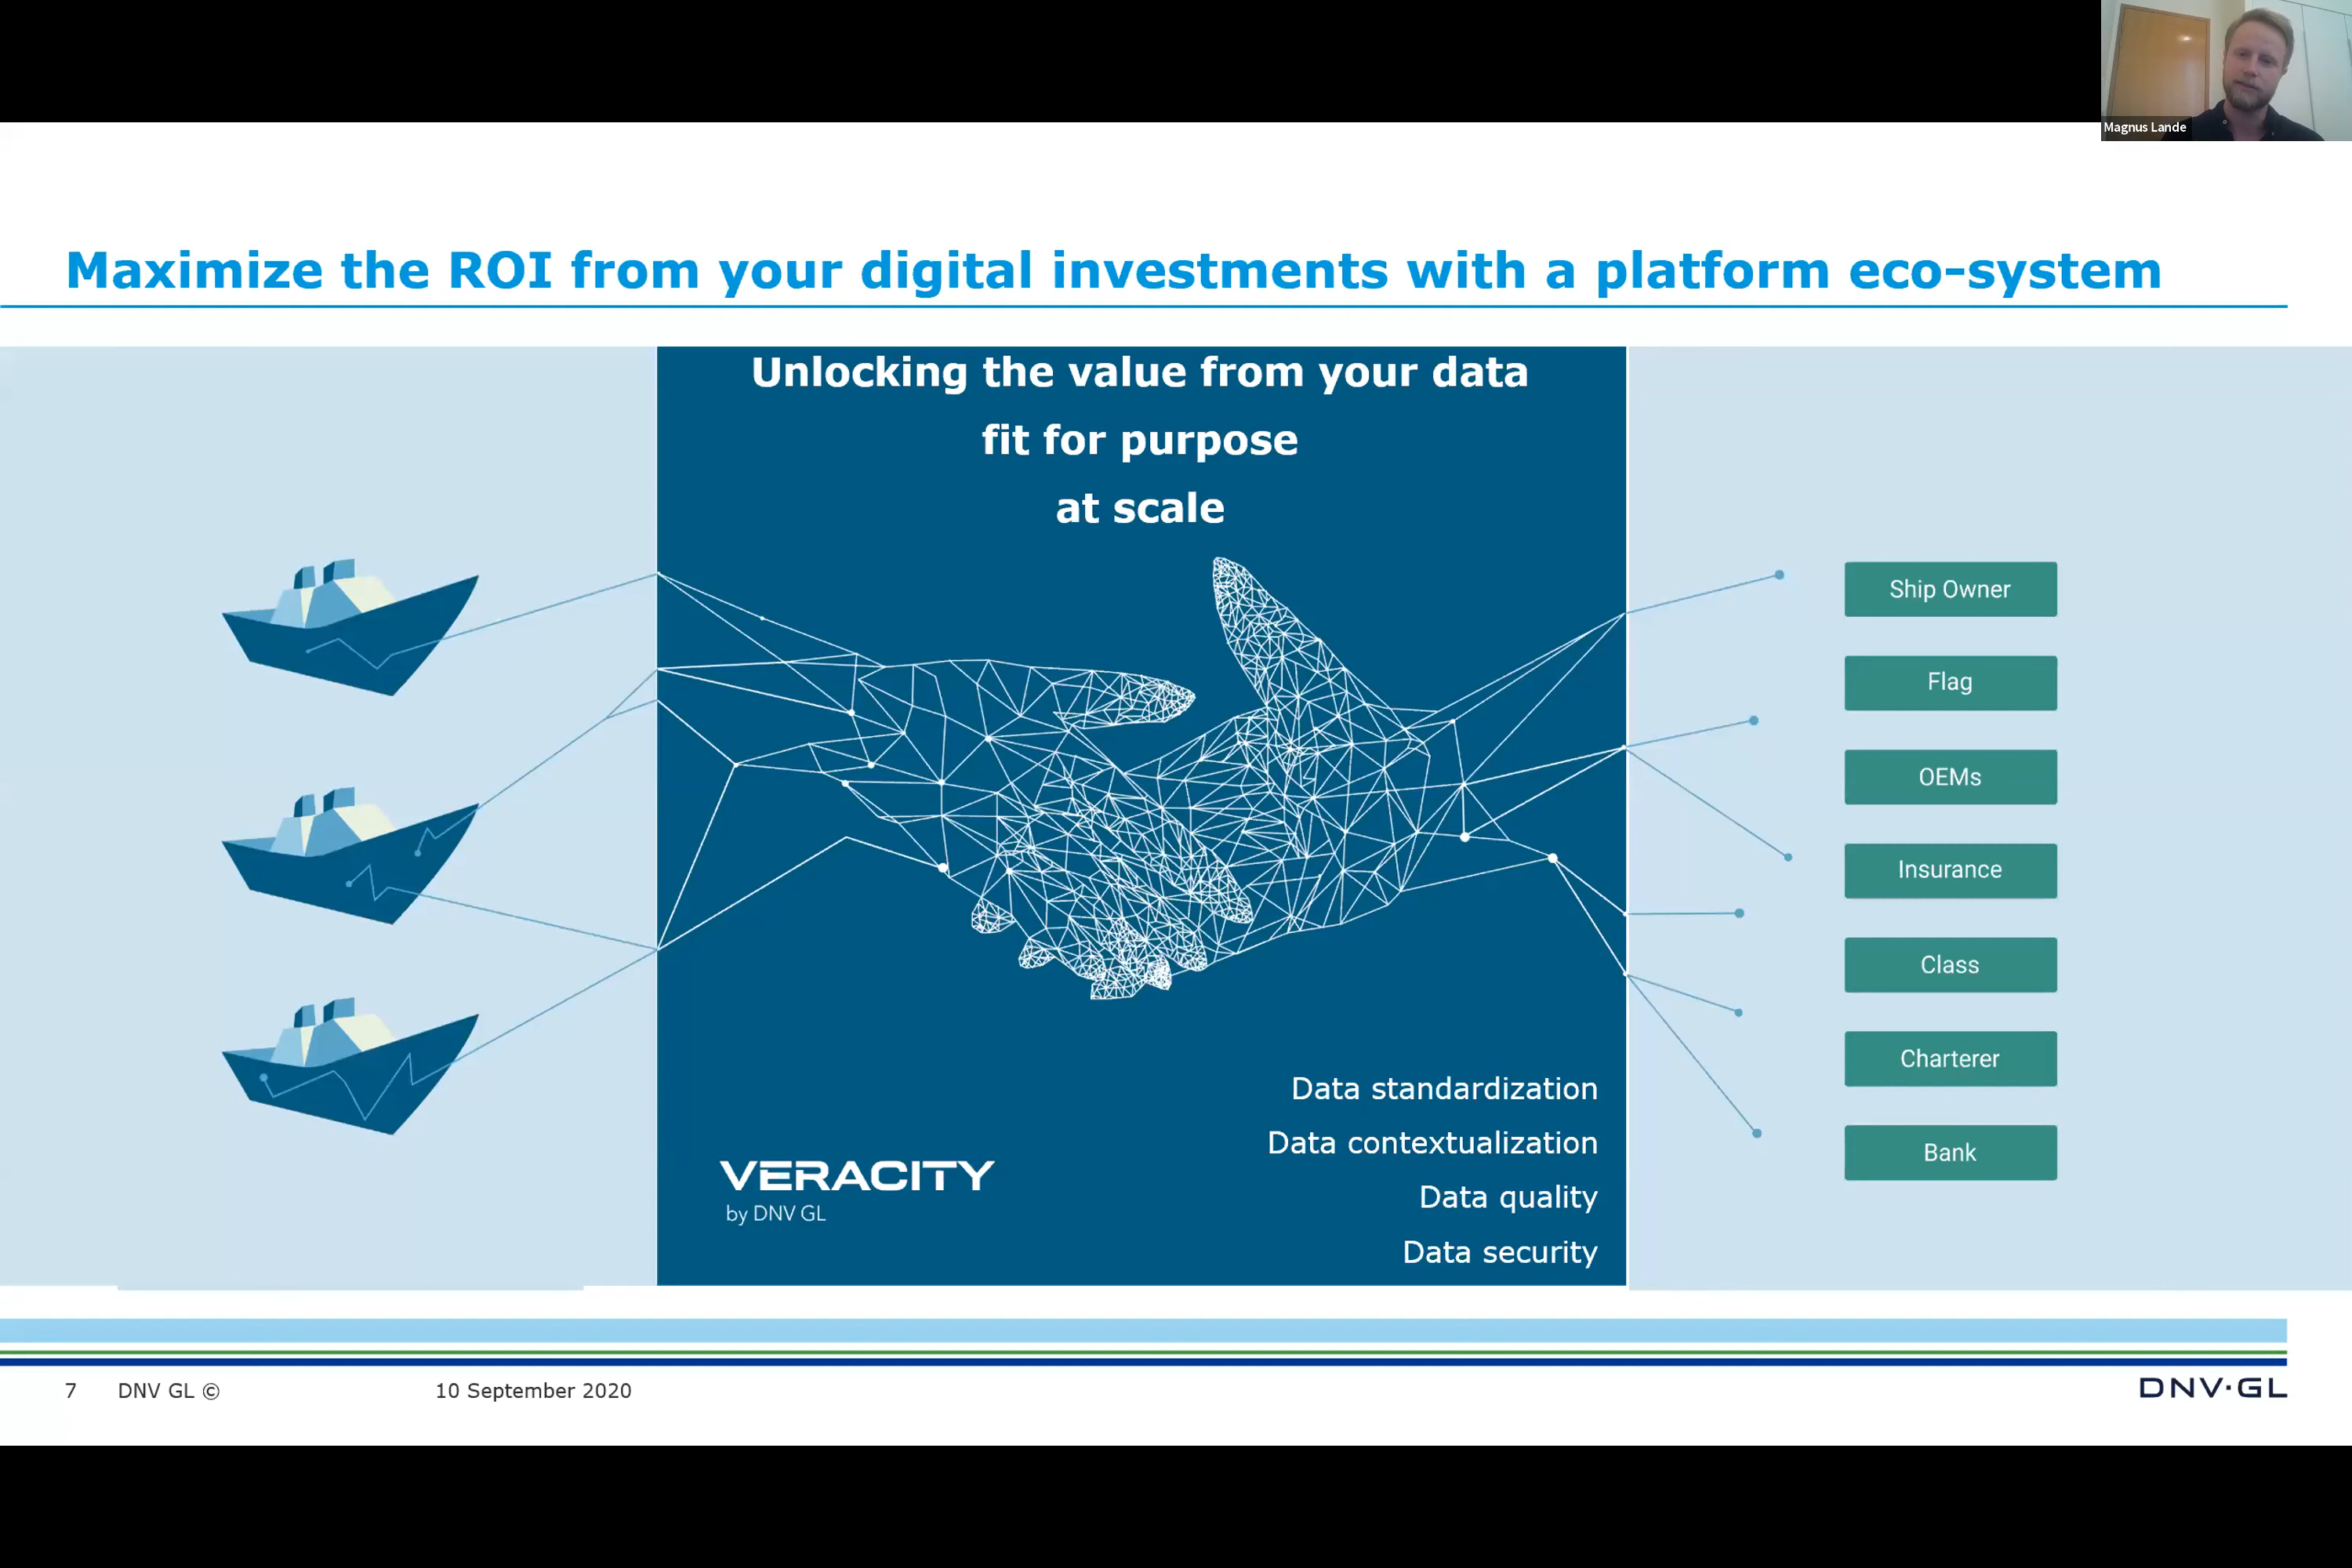 Magnus Lande
Maximize the ROI from your digital investments with a platform eco-system
Unlocking the value from your data
fit for purpose
at scale
Ship Owner
Flag
OEMs
Insurance
Class
Charterer
Bank
Data standardization
Data contextualization
Data quality
Data security
VERACITY
by DNV GL
7 DNV GL © 10 September 2020
DNV·GL